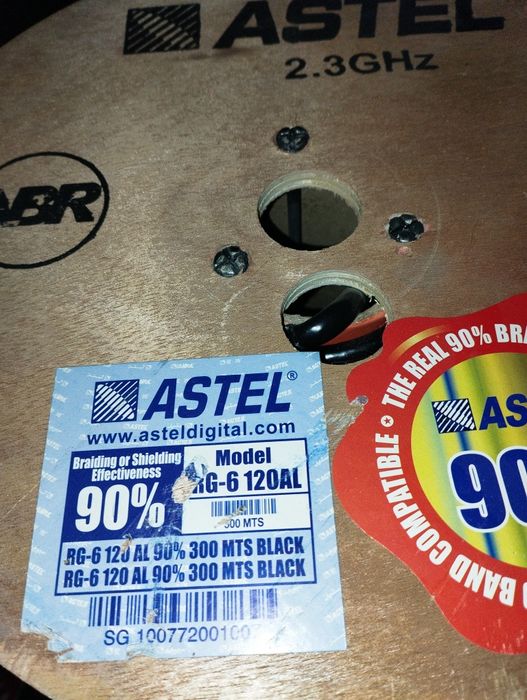 ASTEL
2.3GHz
ASTEL®
www.asteldigital.com
Braiding or Shielding
Effectiveness
90%
Model
RG-6 120AL
300 MTS
RG-6 120 AL 90% 300 MTS BLACK
RG-6 120 AL 90% 300 MTS BLACK
SG 100772001
THE REAL 90% BRA
AS
90
BAND COMPATIBLE